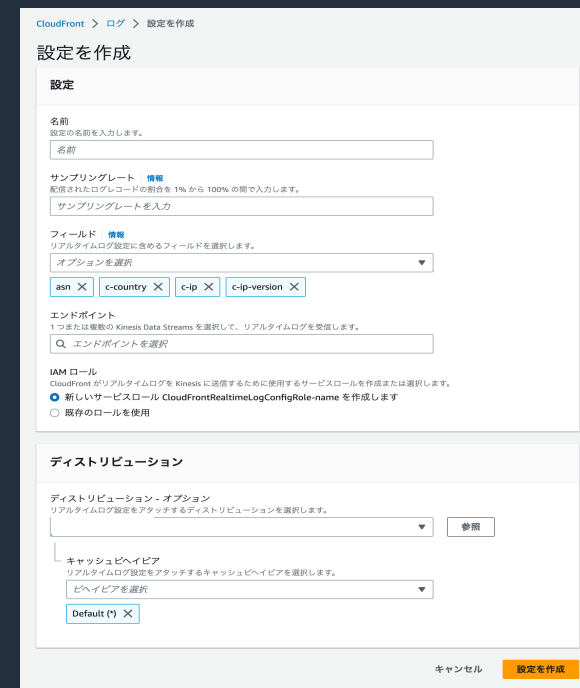 CloudFront > ログ > 設定を作成
設定を作成
設定
名前
設定の名前を入力します。
名前
サンプリングレート 情報
配信されたログレコードの割合を 1% から 100% の間で入力します。
サンプリングレートを入力
フィールド 情報
リアルタイムログ設定に含めるフィールドを選択します。
オプションを選択
asn × c-country × c-ip × c-ip-version ×
エンドポイント
1 つまたは複数の Kinesis Data Streams を選択して、リアルタイムログを受信します。
エンドポイントを選択
IAM ロール
CloudFront がリアルタイムログを Kinesis に送信するために使用するサービスロールを作成または選択します。
新しいサービスロール CloudFrontRealtimeLogConfigRole-name を作成します
既存のロールを使用
ディストリビューション
ディストリビューション - オプション
リアルタイムログ設定をアタッチするディストリビューションを選択します。
参照
キャッシュビヘイビア
リアルタイムログ設定をアタッチするキャッシュビヘイビアを選択します。
ビヘイビアを選択
Default (*) ×
キャンセル 設定を作成